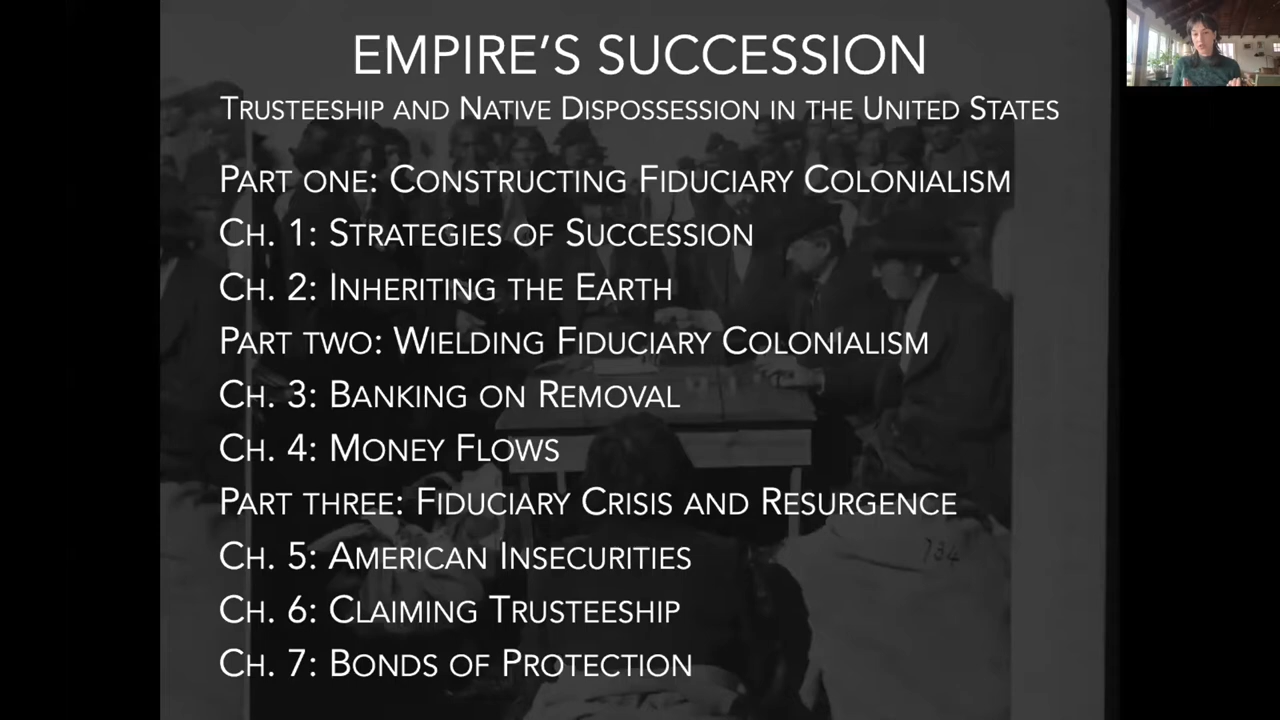 EMPIRE'S SUCCESSION
TRUSTEESHIP AND NATIVE DISPOSSESSION IN THE UNITED STATES
PART ONE: CONSTRUCTING FIDUCIARY COLONIALISM
CH. 1: STRATEGIES OF SUCCESSION
CH. 2: INHERITING THE EARTH
PART TWO: WIELDING FIDUCIARY COLONIALISM
CH. 3: BANKING ON REMOVAL
CH. 4: MONEY FLOWS
PART THREE: FIDUCIARY CRISIS AND RESURGENCE
CH. 5: AMERICAN INSECURITIES
734
CH. 6: CLAIMING TRUSTEESHIP
CH. 7: BONDS OF PROTECTION